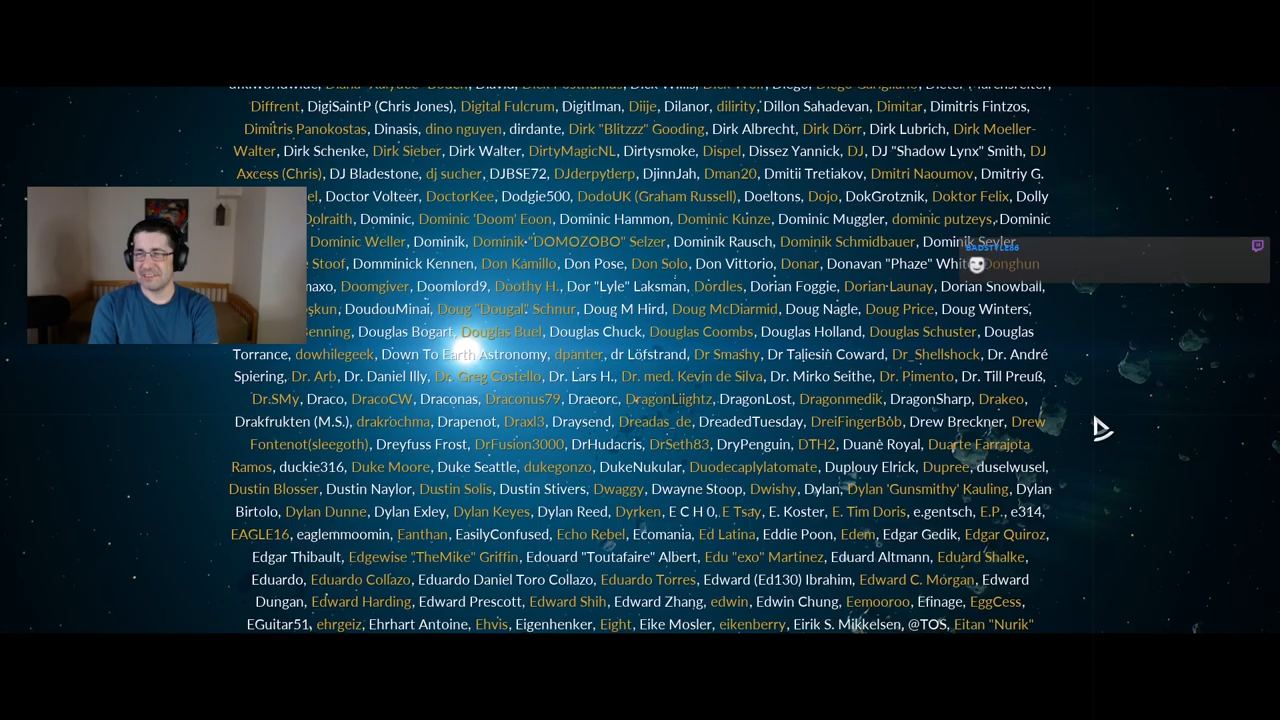 Diffrent, DigiSaintP (Chris Jones), Digital Fulcrum, Digitlman, Diije, Dilanor, dilirity, Dillon Sahadevan, Dimitar, Dimitris Fintzos,
Dimitris Panokostas, Dinasis, dino nguyen, dirdante, Dirk "Blitzzz" Gooding, Dirk Albrecht, Dirk Dörr, Dirk Lubrich, Dirk Moeller-
Walter, Dirk Schenke, Dirk Sieber, Dirk Walter, DirtyMagicNL, Dirtysmoke, Dispel, Dissez Yannick, DJ, DJ "Shadow Lynx" Smith, DJ
Axcess (Chris), DJ Bladestone, dj sucher, DJBSE72, DJderpyderp, DjinnJah, Dman20, Dmitii Tretiakov, Dmitri Naoumov, Dmitriy G.
Doctor Volteer, DoctorKee, Dodgie500, DodoUK (Graham Russell), Doeltons, Dojo, DokGrotznik, Doktor Felix, Dolly
Dolraith, Dominic, Dominic 'Doom' Eoon, Dominic Hammon, Dominic Kunze, Dominic Muggler, dominic putzeys, Dominic
Dominic Weller, Dominik, Dominik "DOMOZOBO" Selzer, Dominik Rausch, Dominik Schmidbauer, Dominik Seyler,
BADSTYLE86
Stoof, Domminick Kennen, Don Kamillo, Don Pose, Don Solo, Don Vittorio, Donar, Donavan "Phaze" White, Donghun
Doomgiver, Doomlord9, Doothy H., Dor "Lyle" Laksman, Dordles, Dorian Foggie, Dorian Launay, Dorian Snowball,
DoudouMinai, Doug "Dougal" Schnur, Doug M Hird, Doug McDiarmid, Doug Nagle, Doug Price, Doug Winters,
Douglas Bogart, Douglas Buel, Douglas Chuck, Douglas Coombs, Douglas Holland, Douglas Schuster, Douglas
Torrance, dowhilegeek, Down To Earth Astronomy, dpanter, dr Löfstrand, Dr Smashy, Dr Taliesin Coward, Dr_Shellshock, Dr. André
Spiering, Dr. Arb, Dr. Daniel Illy, Dr. Greg Costello, Dr. Lars H., Dr. med. Kevin de Silva, Dr. Mirko Seithe, Dr. Pimento, Dr. Till Preuß,
Dr.SMy, Draco, DracoCW, Draconas, Draconus79, Draeorc, DragonLiightz, DragonLost, Dragonmedik, DragonSharp, Drakeo,
Drakfrukten (M.S.), drakrochma, Drapenot, Draxl3, Draysend, Dreadas_de, DreadedTuesday, DreiFingerBob, Drew Breckner, Drew
Fontenot(sleegoth), Dreyfuss Frost, DrFusion3000, DrHudacris, DrSeth83, DryPenguin, DTH2, Duane Royal, Duarte Farrajota
Ramos, duckie316, Duke Moore, Duke Seattle, dukegonzo, DukeNukular, Duodecaplylatomate, Duplouy Elrick, Dupree, duselwusel,
Dustin Blosser, Dustin Naylor, Dustin Solis, Dustin Stivers, Dwaggy, Dwayne Stoop, Dwishy, Dylan, Dylan 'Gunsmithy' Kauling, Dylan
Birtolo, Dylan Dunne, Dylan Exley, Dylan Keyes, Dylan Reed, Dyrken, E C H 0, E Tsay, E. Koster, E. Tim Doris, e.gentsch, E.P., e314,
EAGLE16, eaglemmoomin, Eanthan, EasilyConfused, Echo Rebel, Ecomania, Ed Latina, Eddie Poon, Edem, Edgar Gedik, Edgar Quiroz,
Edgar Thibault, Edgewise "TheMike" Griffin, Edouard "Toutafaire" Albert, Edu "exo" Martinez, Eduard Altmann, Eduard Shalke,
Eduardo, Eduardo Collazo, Eduardo Daniel Toro Collazo, Eduardo Torres, Edward (Ed130) Ibrahim, Edward C. Morgan, Edward
Dungan, Edward Harding, Edward Prescott, Edward Shih, Edward Zhang, edwin, Edwin Chung, Eemooroo, Efinage, EggCess,
EGuitar51, ehrgeiz, Ehrhart Antoine, Ehvis, Eigenhenker, Eight, Eike Mosler, eikenberry, Eirik S. Mikkelsen, @TOS, Eitan "Nurik"